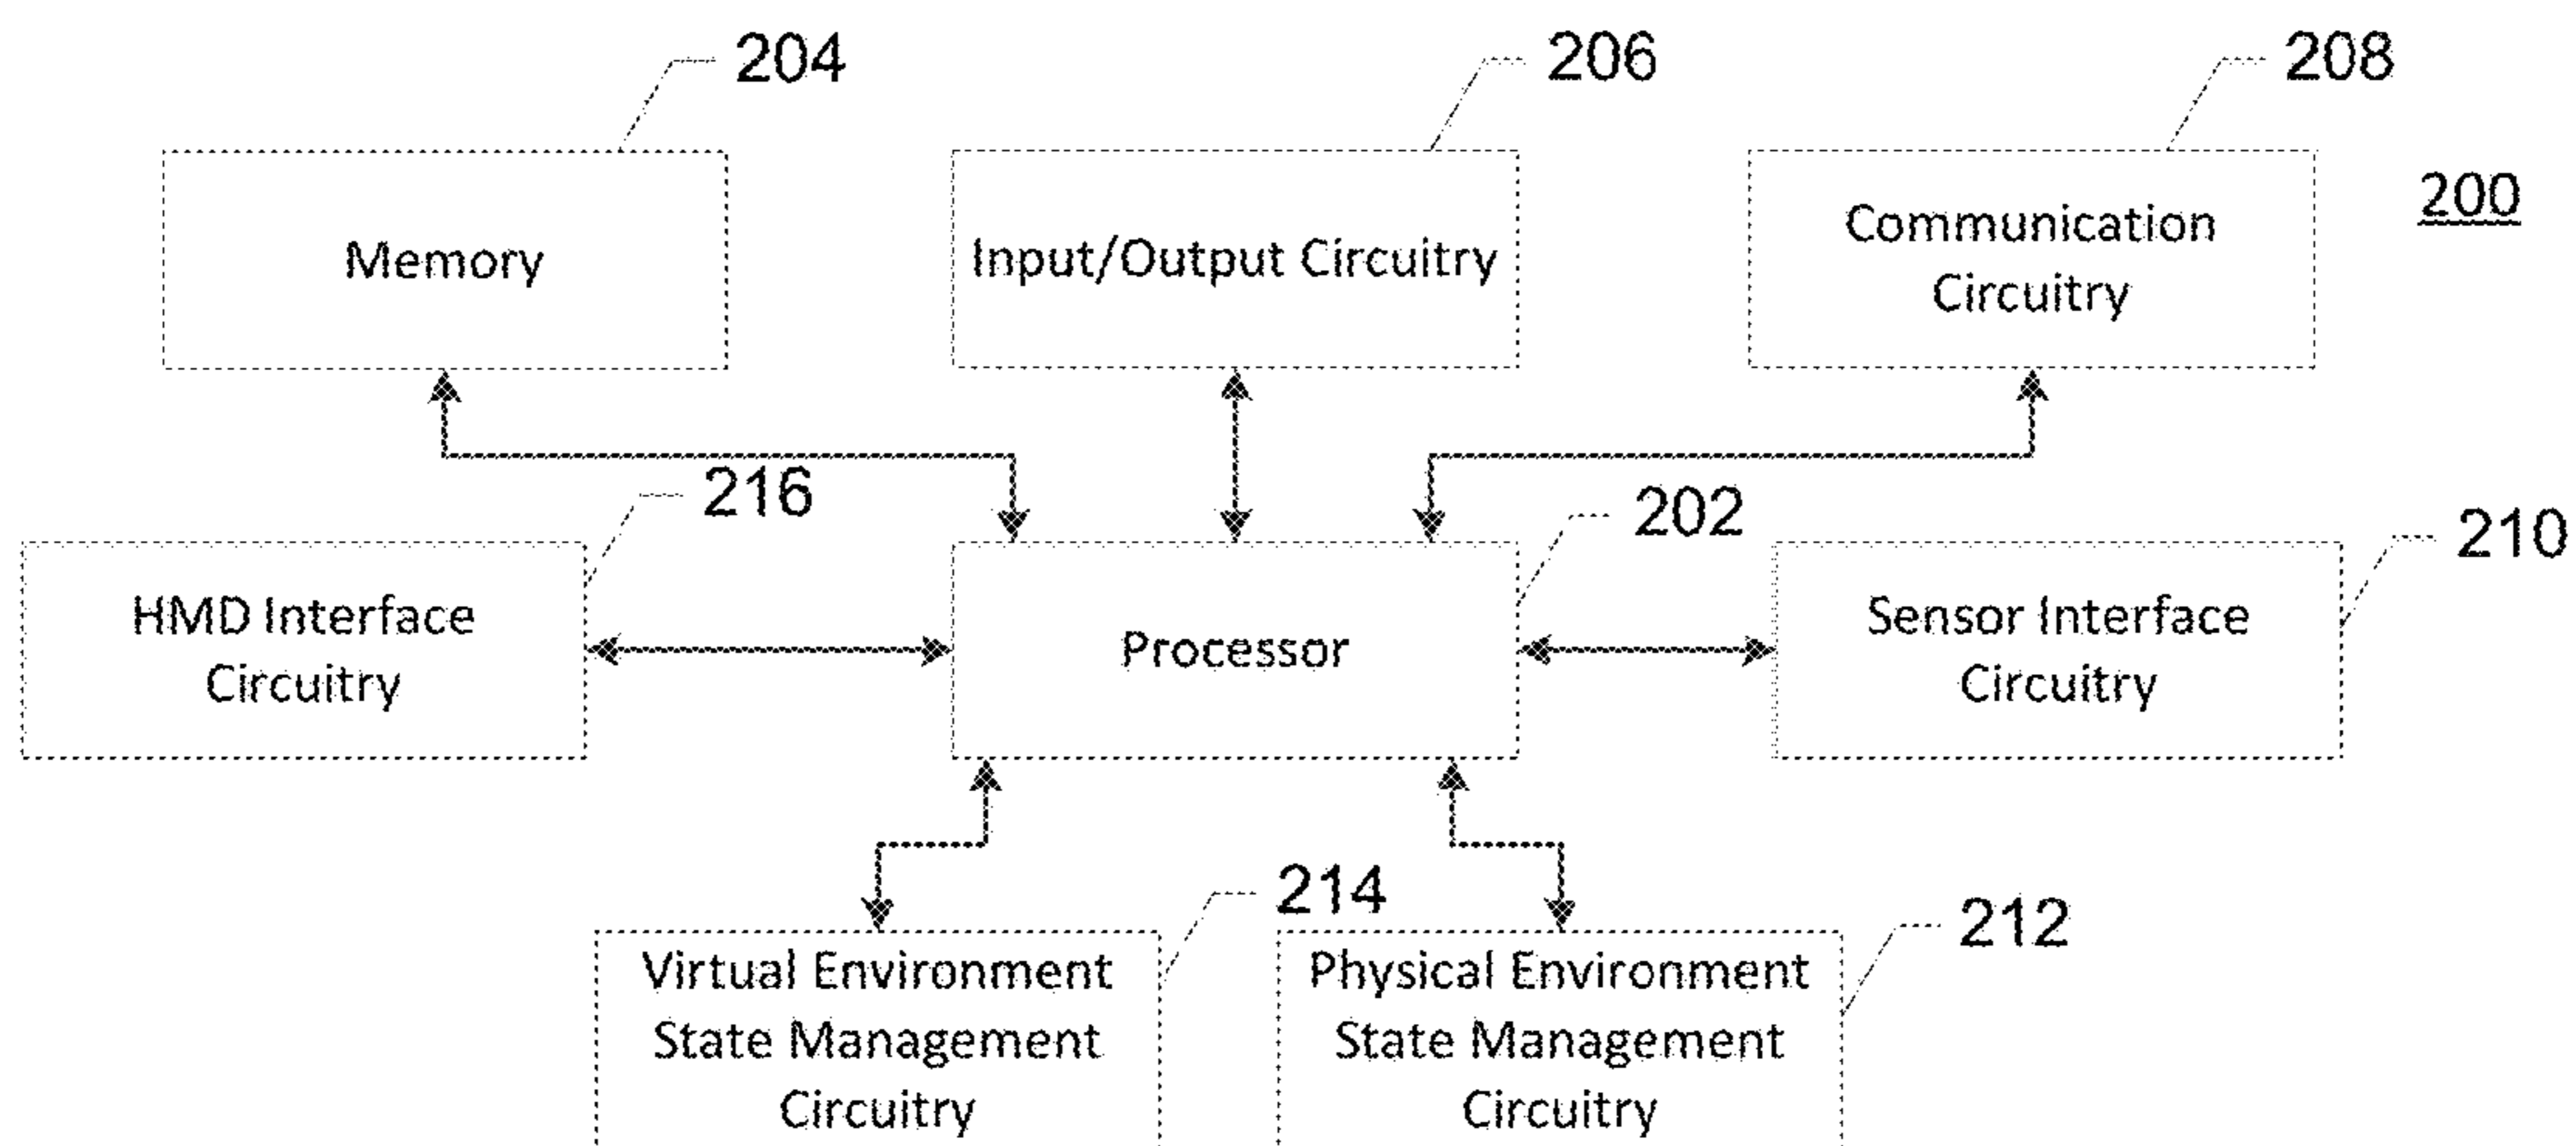 204
206
208
200
Memory
Input/Output Circuitry
Communication
Circuitry
216
202
210
HMD Interface
Circuitry
Processor
Sensor Interface
Circuitry
214
212
Virtual Environment
State Management
Circuitry
Physical Environment
State Management
Circuitry